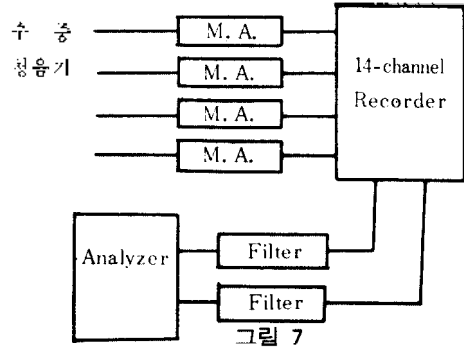 수 중
청음기
M. A.
M. A.
M. A.
M. A.
14-channel
Recorder
Analyzer
Filter
Filter
그림 7